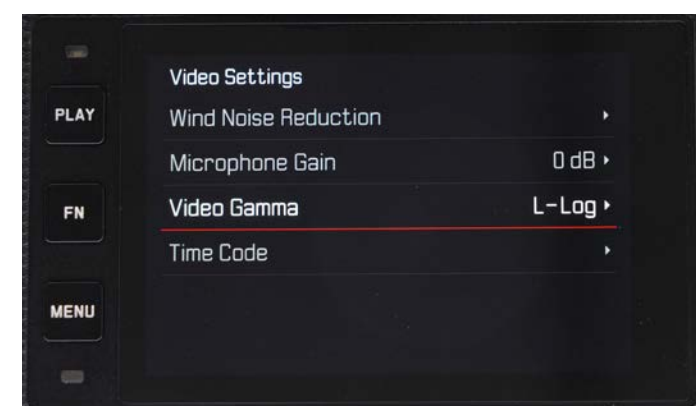 Video Settings
PLAY
Wind Noise Reduction
Microphone Gain 0 dB
FN
Video Gamma L-Log
Time Code
MENU